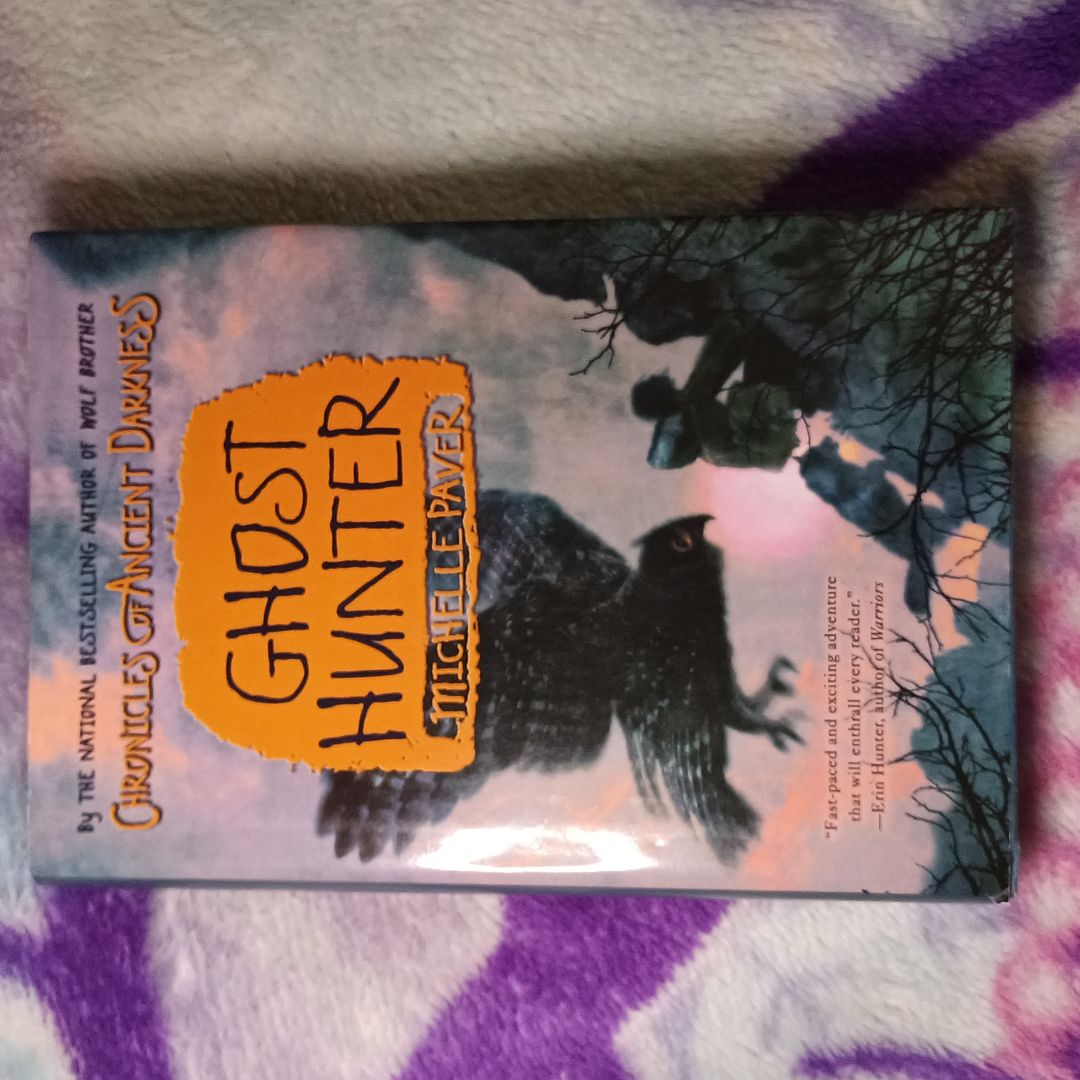 By THE NATIONAL BESTSELLING AUTHOR OF WOLF BROTHER
CHRONICLES OF ANCIENT DARKNESS
GHOST
HUNTER
MICHELLE PAVER
"Fast-paced and exciting adventure
that will enthrall every reader."
—Erin Hunter, author of Warriors